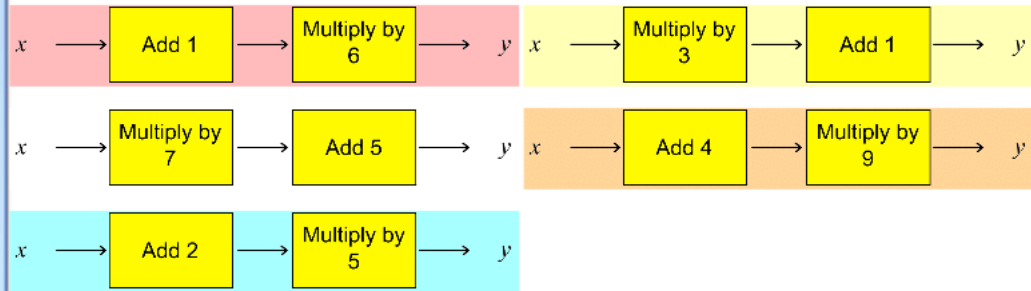 x Add 1 Multiply by 6 y
x Multiply by 3 Add 1 y
x Multiply by 7 Add 5 y
x Add 4 Multiply by 9 y
x Add 2 Multiply by 5 y